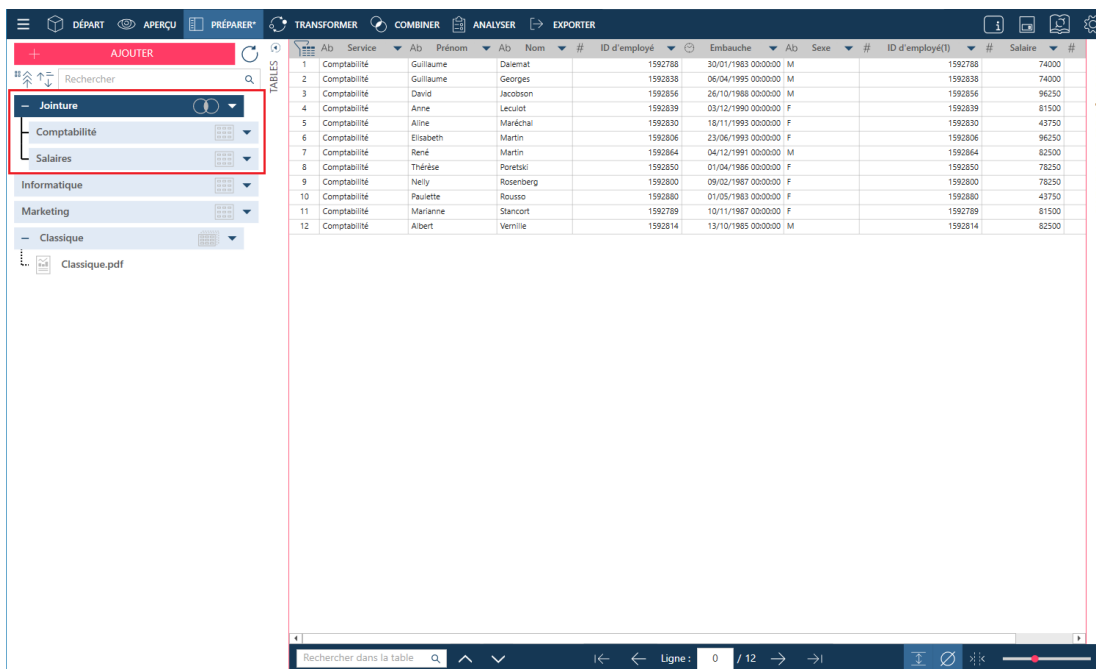 DÉPART APERÇU PRÉPARER* TRANSFORMER COMBINER ANALYSER EXPORTER
+ AJOUTER
Rechercher
TABLES
− Jointure
Comptabilité
Salaires
Informatique
Marketing
− Classique
Classique.pdf
Ab Service Ab Prénom Ab Nom # ID d'employé Embauche Ab Sexe # ID d'employé(1) # Salaire #
1 Comptabilité Guillaume Dalemat 1592788 30/01/1983 00:00:00 M 1592788 74000
2 Comptabilité Guillaume Georges 1592838 06/04/1995 00:00:00 M 1592838 74000
3 Comptabilité David Jacobson 1592856 26/10/1988 00:00:00 M 1592856 96250
4 Comptabilité Anne Leculot 1592839 03/12/1990 00:00:00 F 1592839 81500
5 Comptabilité Aline Maréchal 1592830 18/11/1993 00:00:00 F 1592830 43750
6 Comptabilité Elisabeth Martin 1592806 23/06/1993 00:00:00 F 1592806 96250
7 Comptabilité René Martin 1592864 04/12/1991 00:00:00 M 1592864 82500
8 Comptabilité Thérèse Poretski 1592850 01/04/1986 00:00:00 F 1592850 78250
9 Comptabilité Nelly Rosenberg 1592800 09/02/1987 00:00:00 F 1592800 78250
10 Comptabilité Paulette Rousso 1592880 01/05/1983 00:00:00 F 1592880 43750
11 Comptabilité Marianne Stancort 1592789 10/11/1987 00:00:00 F 1592789 81500
12 Comptabilité Albert Vernille 1592814 13/10/1985 00:00:00 M 1592814 82500
Rechercher dans la table Ligne : 0 / 12